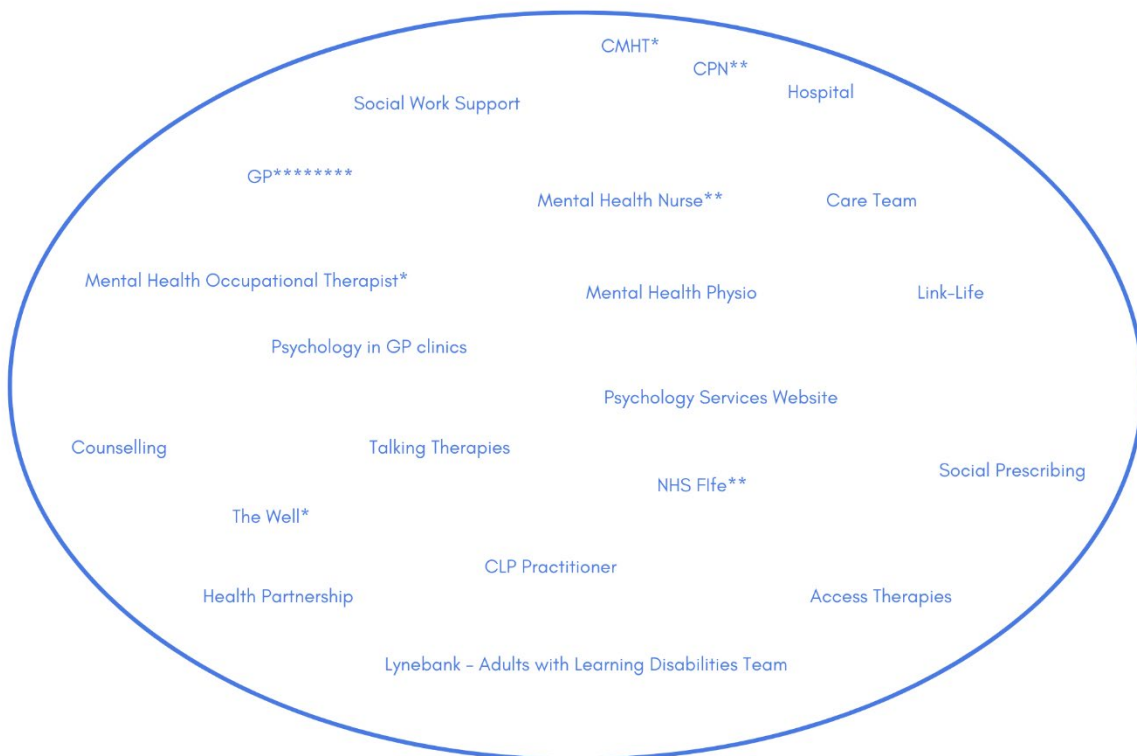 CMHT*
CPN**
Hospital
Social Work Support
GP********
Mental Health Nurse**
Care Team
Mental Health Occupational Therapist*
Mental Health Physio
Link-Life
Psychology in GP clinics
Psychology Services Website
Counselling
Talking Therapies
Social Prescribing
NHS FIfe**
The Well*
CLP Practitioner
Health Partnership
Access Therapies
Lynebank - Adults with Learning Disabilities Team